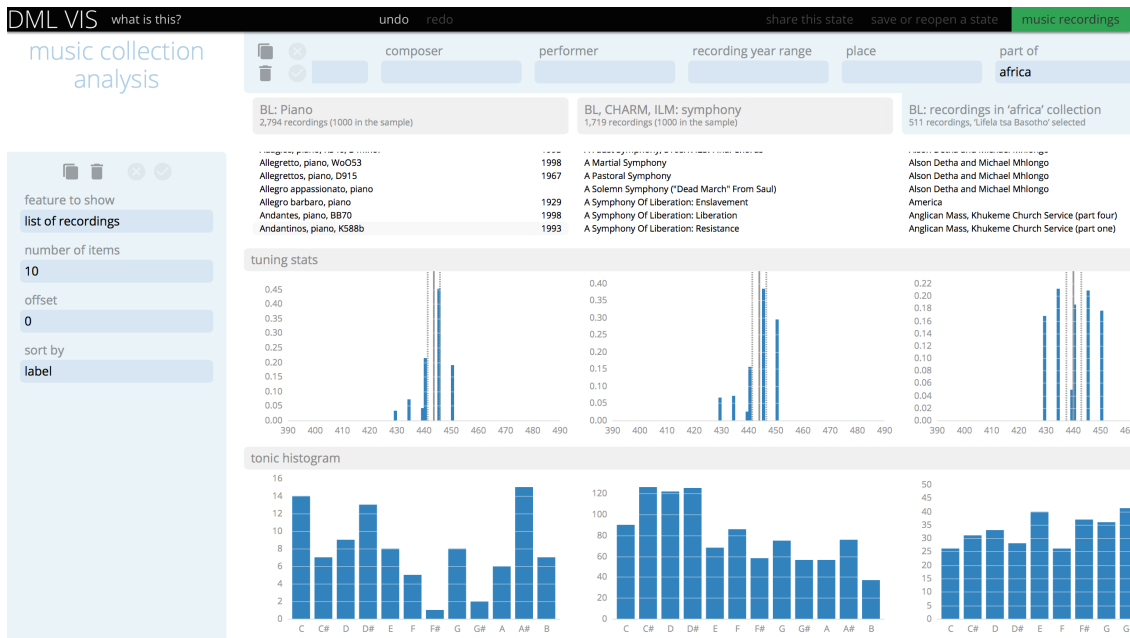 DML VIS what is this? undo redo share this state save or reopen a state music recordings
music collection
analysis
composer performer recording year range place part of
africa
BL: Piano
2,794 recordings (1000 in the sample)
BL, CHARM, ILM: symphony
1,719 recordings (1000 in the sample)
BL: recordings in 'africa' collection
511 recordings, 'Lifela tsa Basotho' selected
feature to show
list of recordings
number of items
10
offset
0
sort by
label
Allegretto, piano, WoO53 1998
Allegrettos, piano, D915 1967
Allegro appassionato, piano
Allegro barbaro, piano 1929
Andantes, piano, BB70 1998
Andantinos, piano, K588b 1993
A Martial Symphony
A Pastoral Symphony
A Solemn Symphony ("Dead March" From Saul)
A Symphony Of Liberation: Enslavement
A Symphony Of Liberation: Liberation
A Symphony Of Liberation: Resistance
Alson Detha and Michael Mhlongo
Alson Detha and Michael Mhlongo
Alson Detha and Michael Mhlongo
America
Anglican Mass, Khukeme Church Service (part four)
Anglican Mass, Khukeme Church Service (part one)
tuning stats
0.45
0.40
0.35
0.30
0.25
0.20
0.15
0.10
0.05
0.00
390 400 410 420 430 440 450 460 470 480 490
0.40
0.35
0.30
0.25
0.20
0.15
0.10
0.05
0.00
390 400 410 420 430 440 450 460 470 480 490
0.22
0.20
0.18
0.16
0.14
0.12
0.10
0.08
0.06
0.04
0.02
0.00
390 400 410 420 430 440 450
tonic histogram
16
14
12
10
8
6
4
2
0
C C# D D# E F F# G G# A A# B
120
100
80
60
40
20
0
C C# D D# E F F# G G# A A# B
50
45
40
35
30
25
20
15
10
5
0
C C# D D# E F F# G